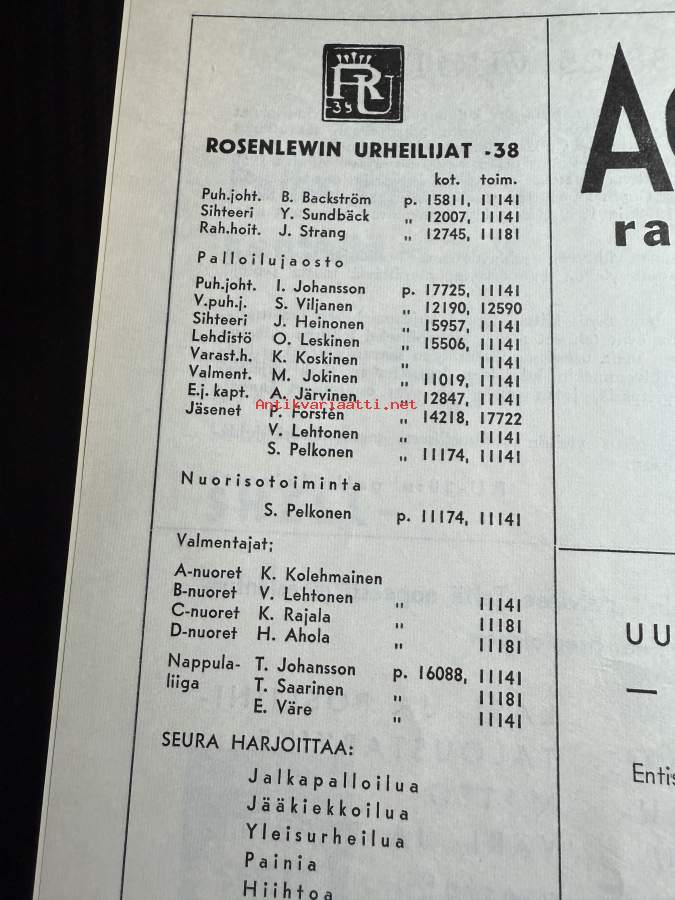 RU
-38
ROSENLEWIN URHEILIJAT -38
kot. toim.
Puh.joht. B. Backström p. 15811, 11141
Sihteeri Y. Sundbäck „ 12007, 11141
Rah.hoit. J. Strang „ 12745, 11181
Palloilujaosto
Puh.joht. I. Johansson p. 17725, 11141
V.puh.j. S. Viljanen „ 12190, 12590
Sihteeri J. Heinonen „ 15957, 11141
Lehdistö O. Leskinen „ 15506, 11141
Varast.h. K. Koskinen „ 11141
Valment. M. Jokinen „ 11019, 11141
E.j. kapt. A. Järvinen „ 12847, 11141
Antikvariaatti.net
Jäsenet P. Forsten „ 14218, 17722
V. Lehtonen „ 11141
S. Pelkonen „ 11174, 11141
Nuorisotoiminta
S. Pelkonen p. 11174, 11141
Valmentajat;
A-nuoret K. Kolehmainen
B-nuoret V. Lehtonen „ 11141
C-nuoret K. Rajala „ 11181
D-nuoret H. Ahola „ 11181
Nappula- T. Johansson p. 16088, 11141
liiga T. Saarinen „ 11181
E. Väre „ 11141
SEURA HARJOITTAA:
Jalkapalloilua
Jääkiekkoilua
Yleisurheilua
Painia
Hiihtoa
ra
UU
—
Entis